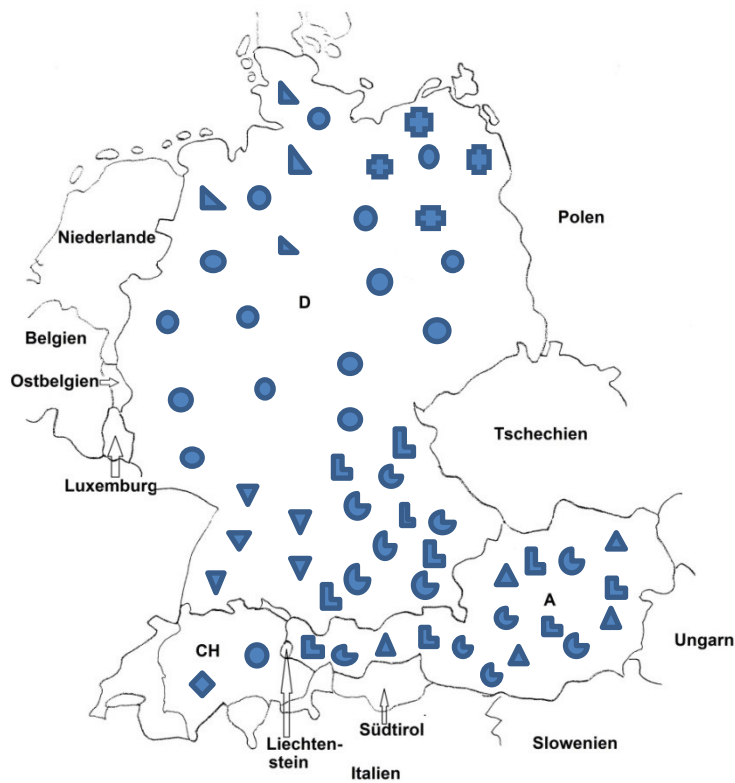 Polen
Niederlande
D
Belgien
Ostbelgien
Tschechien
Luxemburg
A
Ungarn
CH
Südtirol
Liechten-
stein
Slowenien
Italien